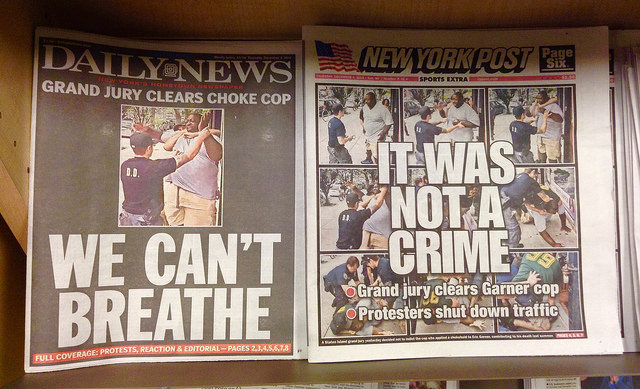 DAILY NEWS
NEW YORK'S HOMETOWN NEWSPAPER
GRAND JURY CLEARS CHOKE COP
D.D.
WE CAN'T
BREATHE
FULL COVERAGE: PROTESTS, REACTION & EDITORIAL – PAGES 2,3,4,5,6,7,8
NEW YORK POST
Page
Six
SPORTS EXTRA
IT WAS
NOT A
CRIME
Grand jury clears Garner cop
Protesters shut down traffic